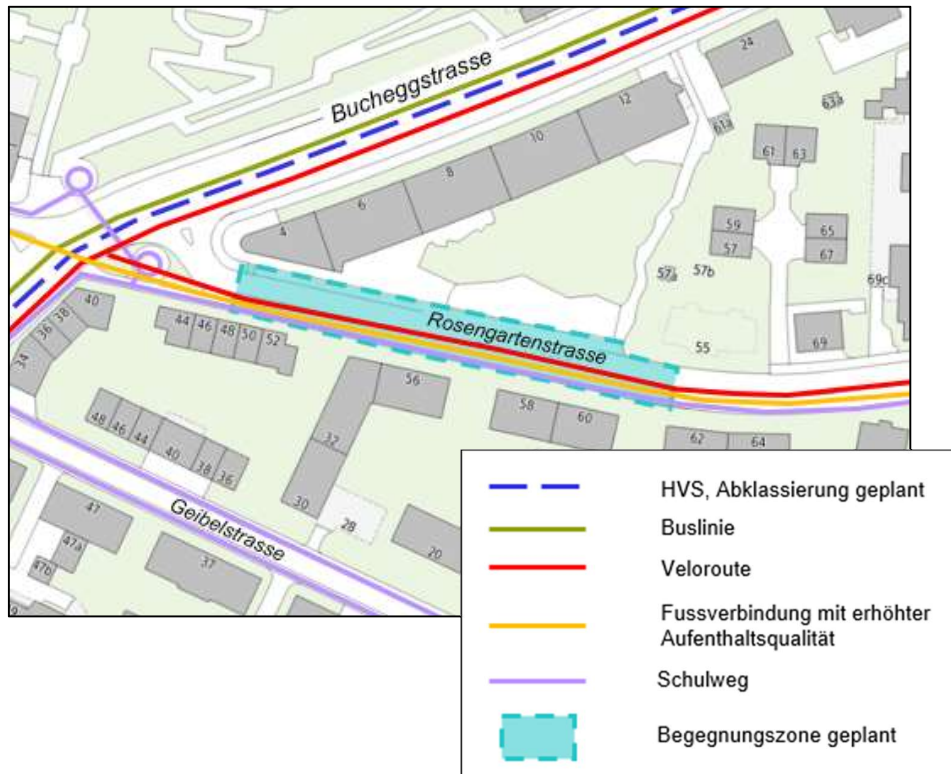 Bucheggstrasse
24
12
10
8
6
4
61a
63a
61
63
59
57
65
67
57a
57b
69c
69
55
Rosengartenstrasse
40
38
36
34
44
46
48
50
52
56
58
60
62
64
48
46
44
40
38
36
32
30
28
20
Geibelstrasse
47
47a
47b
37
9
HVS, Abklassierung geplant
Buslinie
Veloroute
Fussverbindung mit erhöhter
Aufenthaltsqualität
Schulweg
Begegnungszone geplant